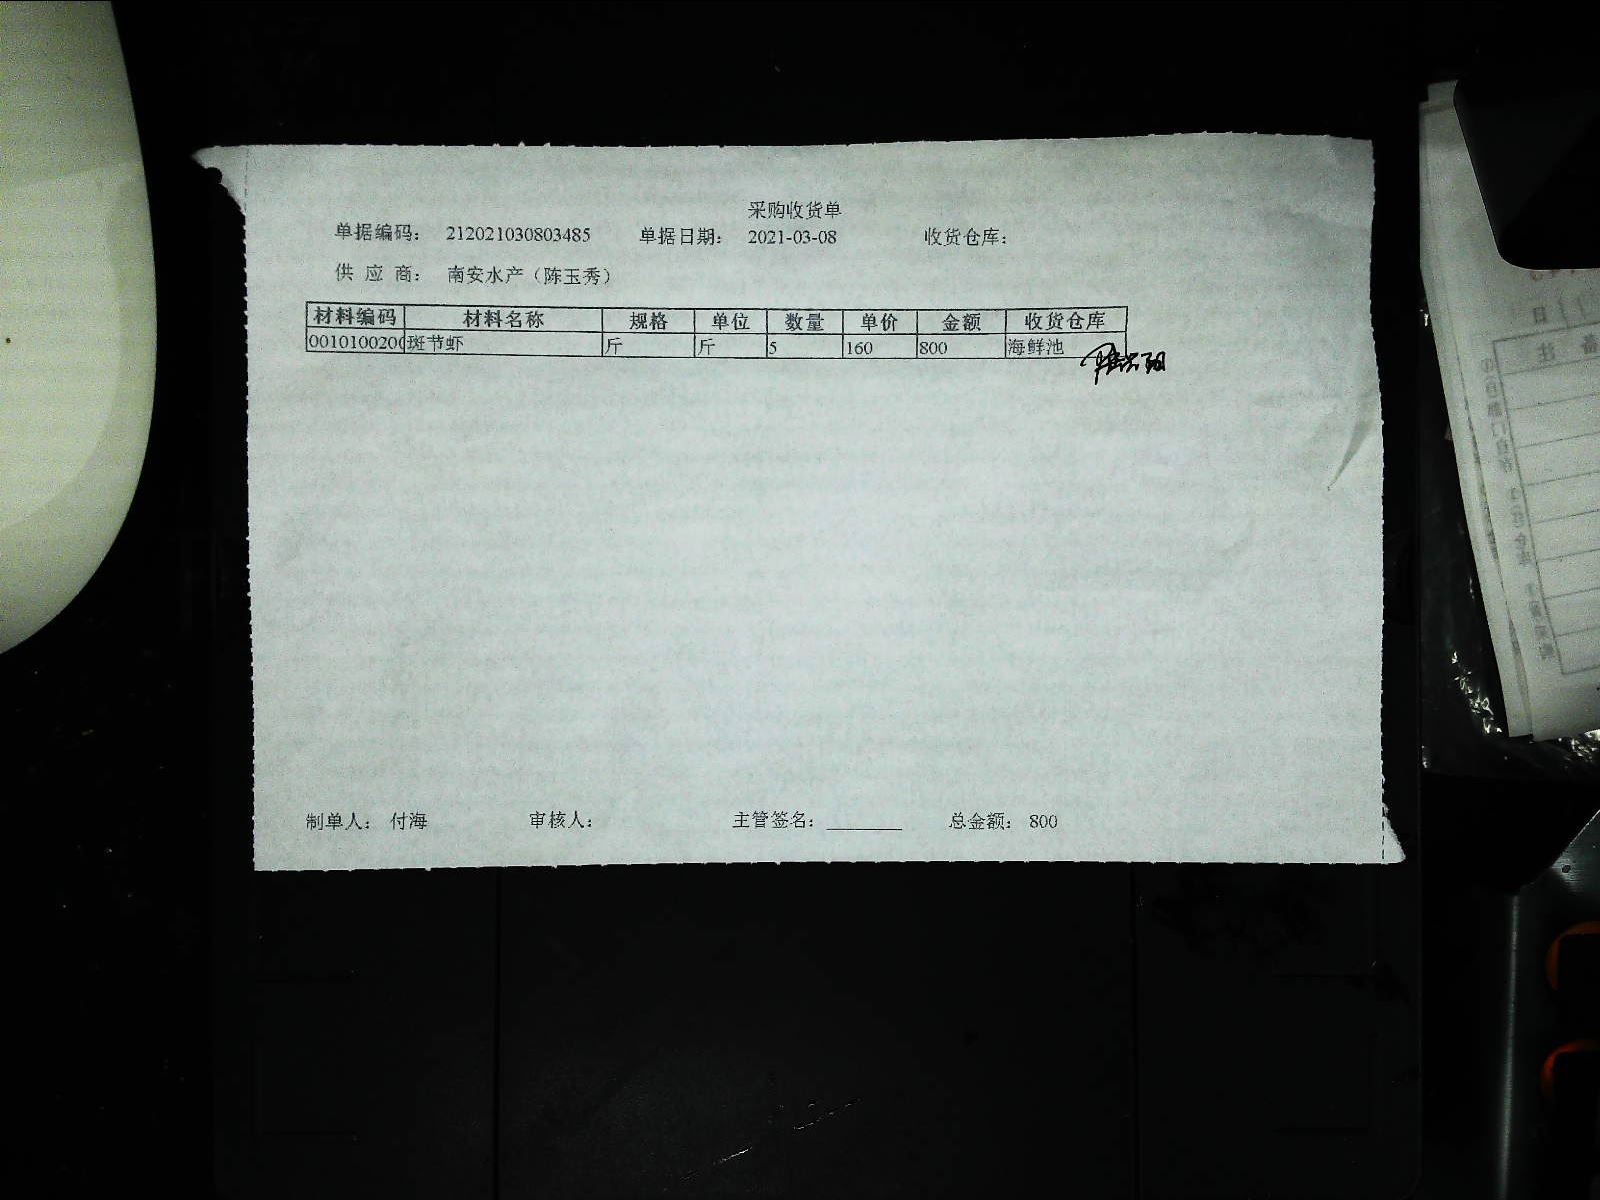 采购收货单
单据编码: 212021030803485 单据日期: 2021-03-08 收货仓库:
供 应 商: 南安水产（陈玉秀）
材料编码 材料名称 规格 单位 数量 单价 金额 收货仓库
001010020 斑节虾 斤 斤 5 160 800 海鲜池
制单人: 付海 审核人: 主管签名: ________ 总金额: 800